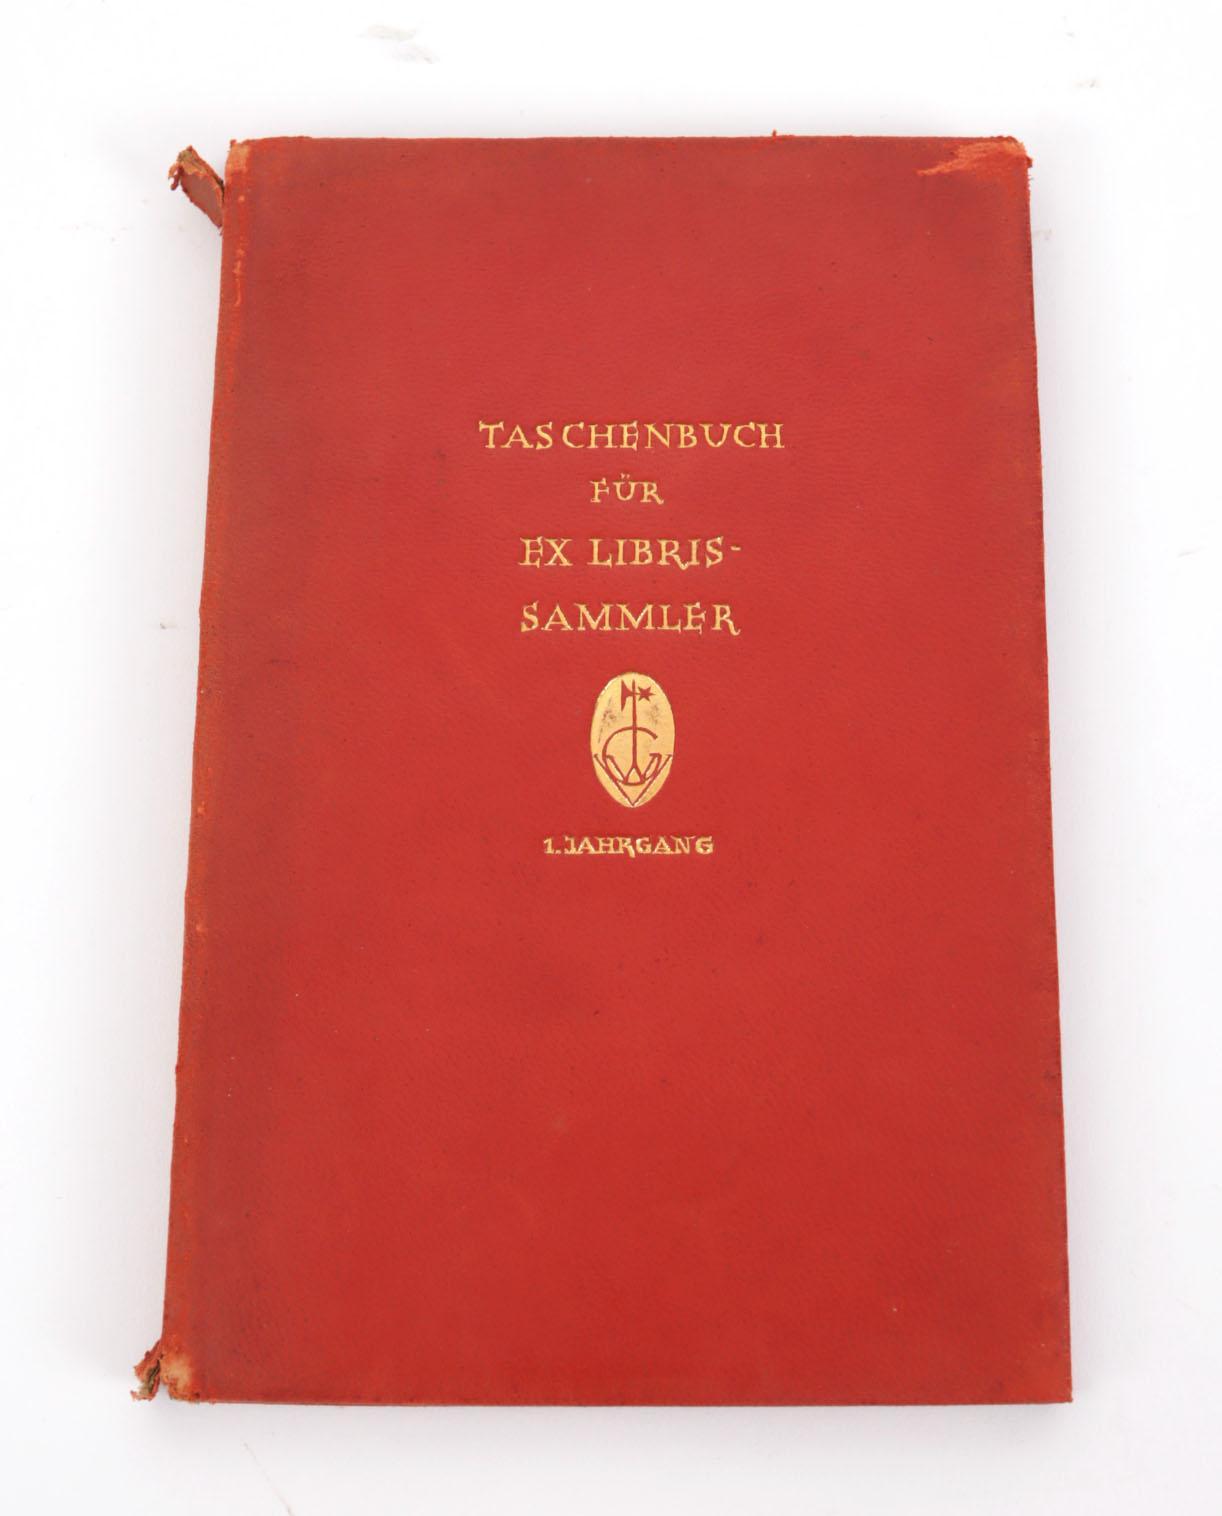 TASCHENBUCH
FÜR
EX LIBRIS-
SAMMLER
1. JAHRGANG